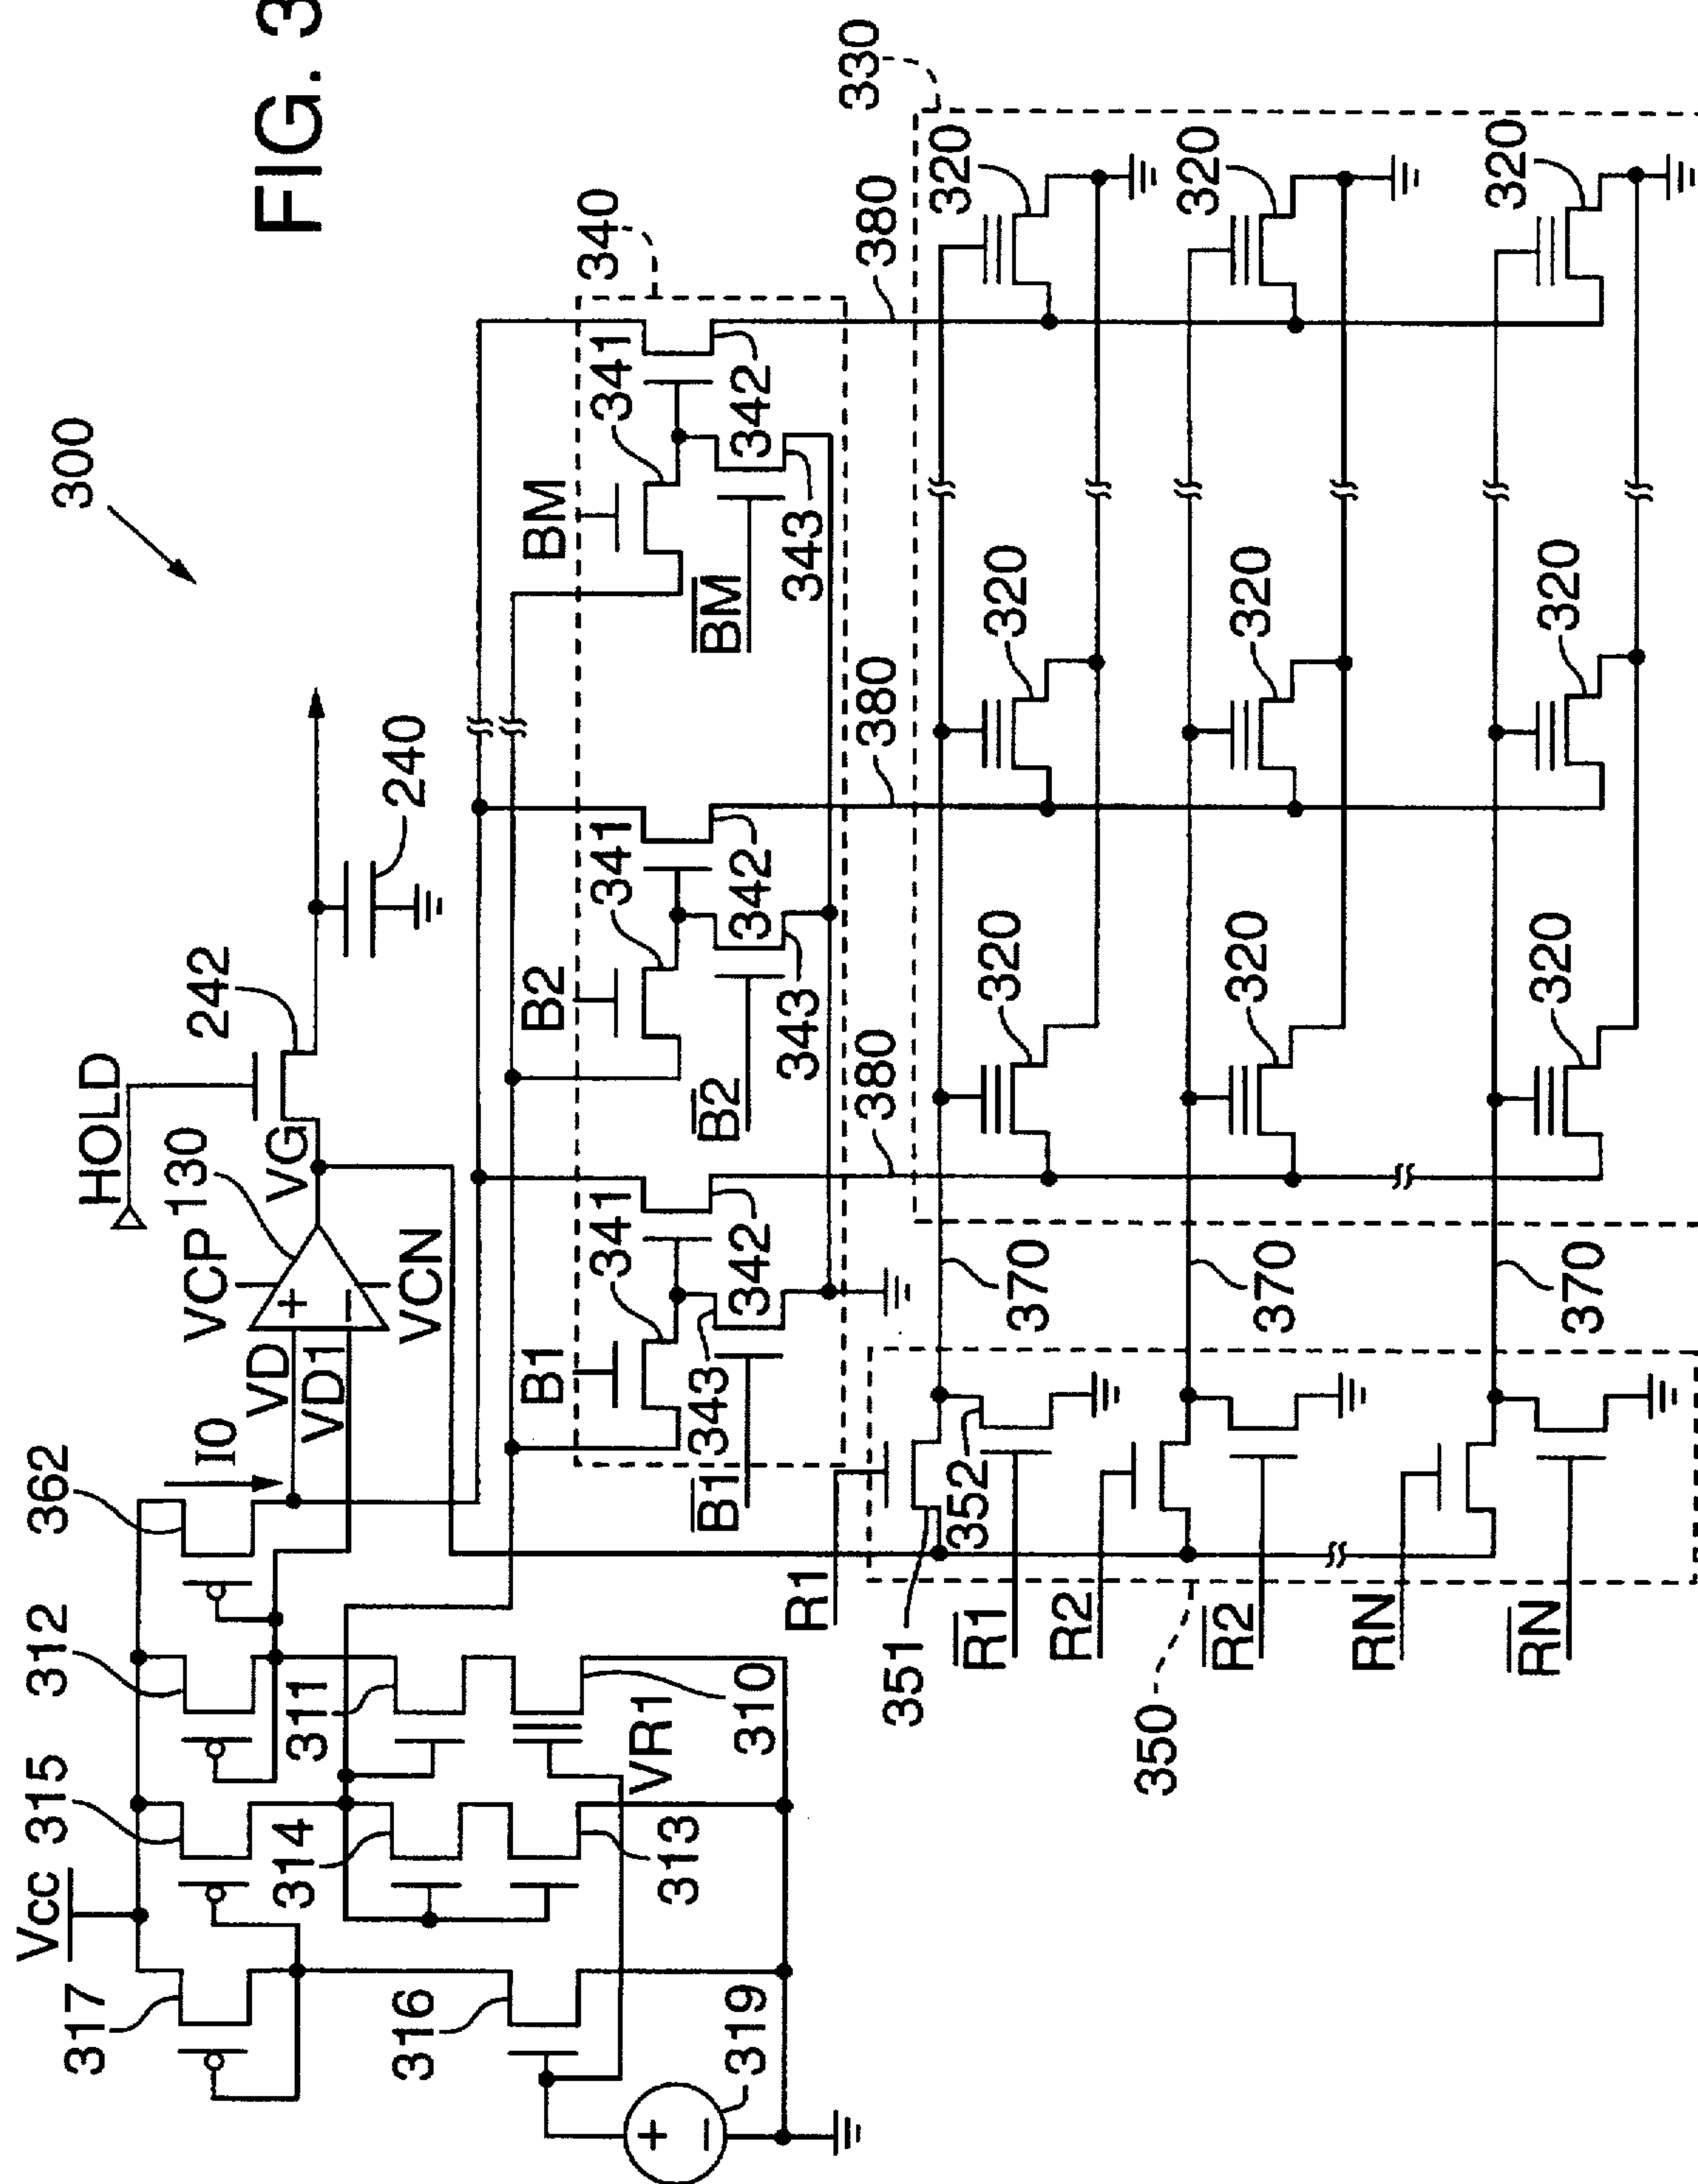 FIG. 3
300
HOLD
242
240
VCP
130
VG
VCN
VD
VD1
IO
362
312
315
Vcc
317
311
314
316
310
VR1
313
319
340
B1
341
342
343
B1
B2
341
342
343
B2
BM
341
342
343
BM
380
380
380
330
320
320
320
320
320
320
320
320
320
370
370
370
R1
351
352
R1
R2
R2
RN
RN
350